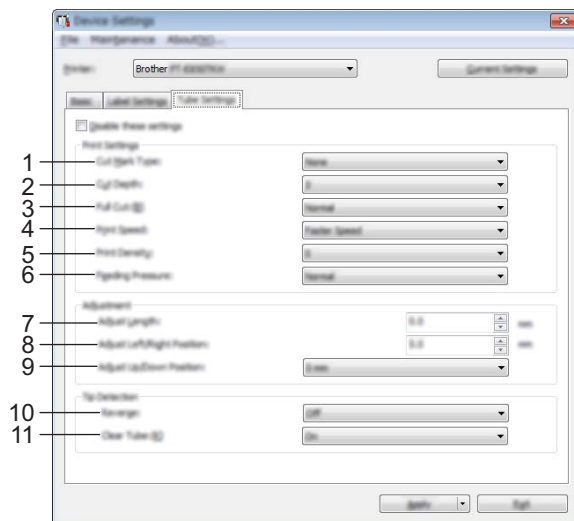 Device Settings
File Maintenance About
Printer: Brother Current Settings
Basic Label Settings Tube Settings
Disable these settings
Print Settings
1 Cut Mark Type: None
2 Cut Depth: 0
3 Full Cut Normal
4 Print Speed: Faster Speed
5 Print Density: 0
6 Feeding Pressure: Normal
Adjustment
7 Adjust Length: 0.0 mm
8 Adjust Left/Right Position: 0.0 mm
9 Adjust Up/Down Position: 0 mm
Tip Detection
10 Reverse: Off
11 Clear Tube: On
Apply Exit